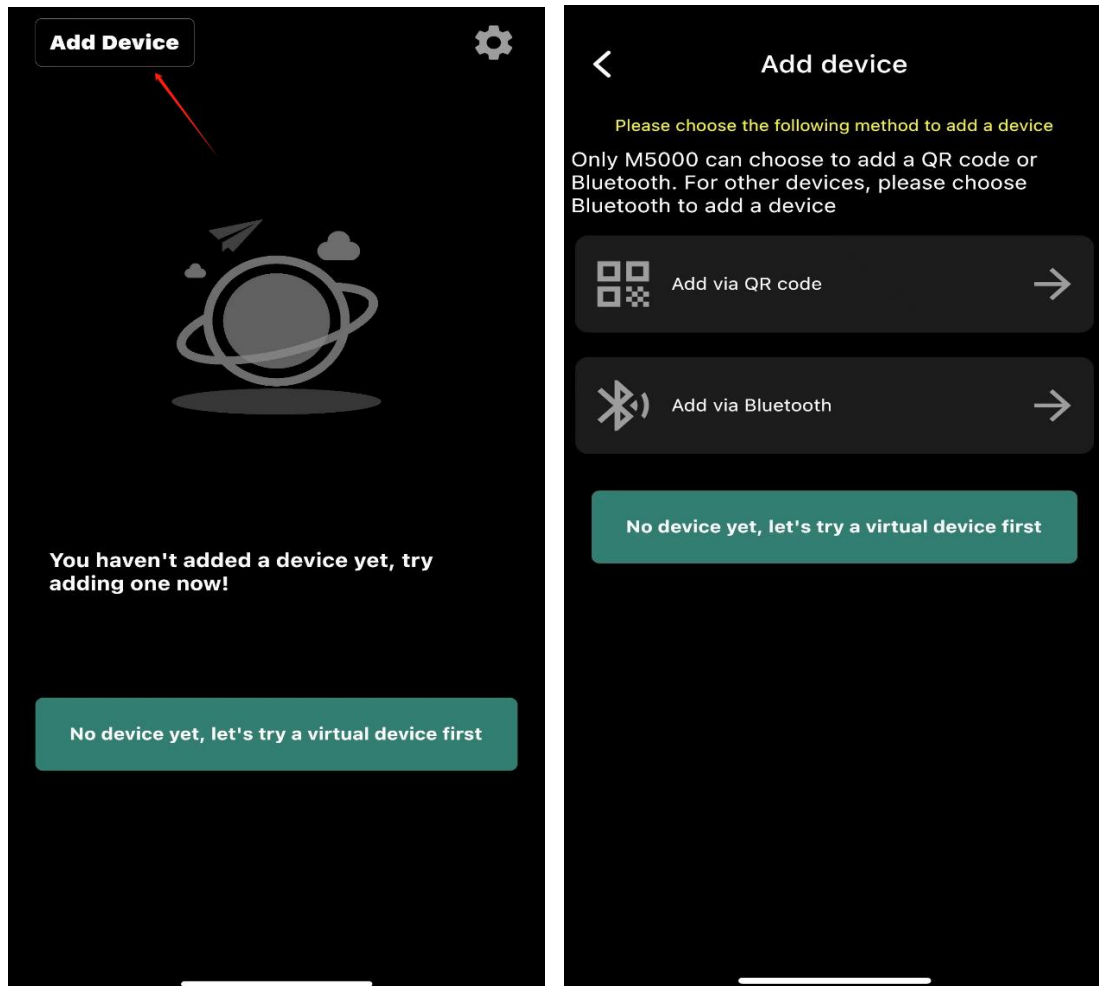 Add Device
You haven't added a device yet, try
adding one now!
No device yet, let's try a virtual device first
Add device
Please choose the following method to add a device
Only M5000 can choose to add a QR code or
Bluetooth. For other devices, please choose
Bluetooth to add a device
Add via QR code
Add via Bluetooth
No device yet, let's try a virtual device first